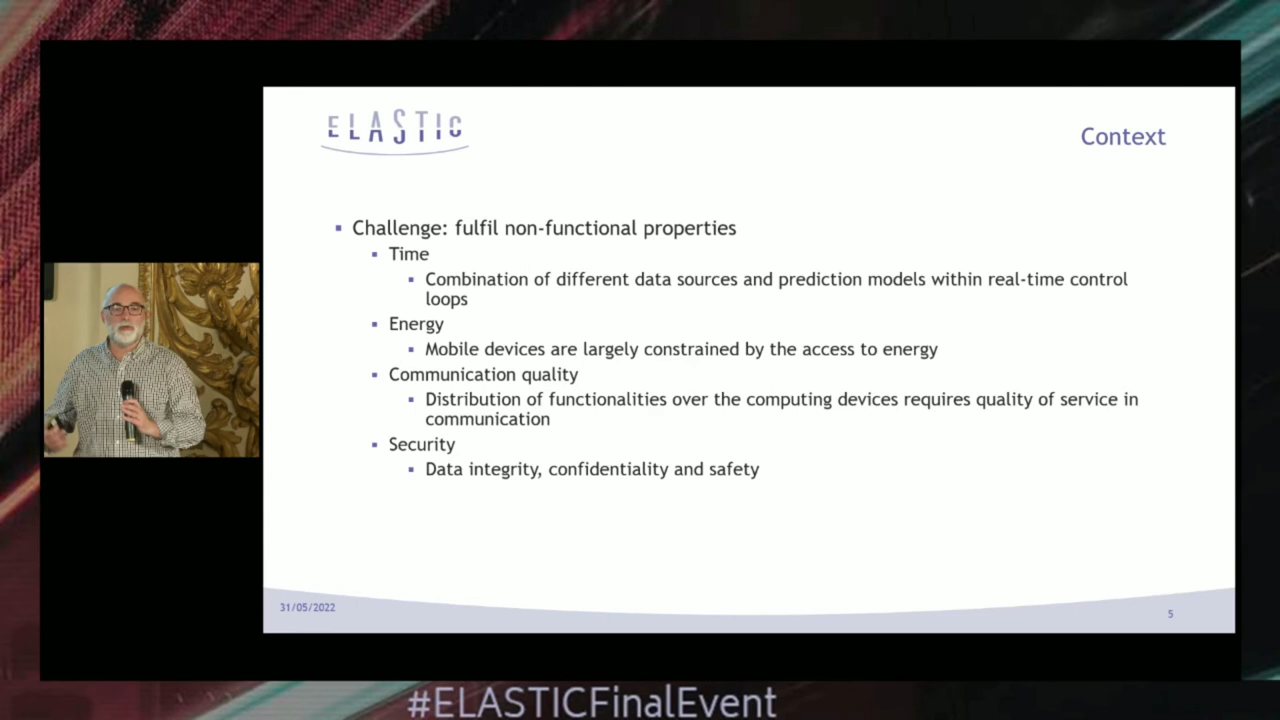 ELASTIC
Context
Challenge: fulfil non-functional properties
Time
Combination of different data sources and prediction models within real-time control
loops
Energy
Mobile devices are largely constrained by the access to energy
Communication quality
Distribution of functionalities over the computing devices requires quality of service in
communication
Security
Data integrity, confidentiality and safety
31/05/2022
5
#ELASTICFinalEvent